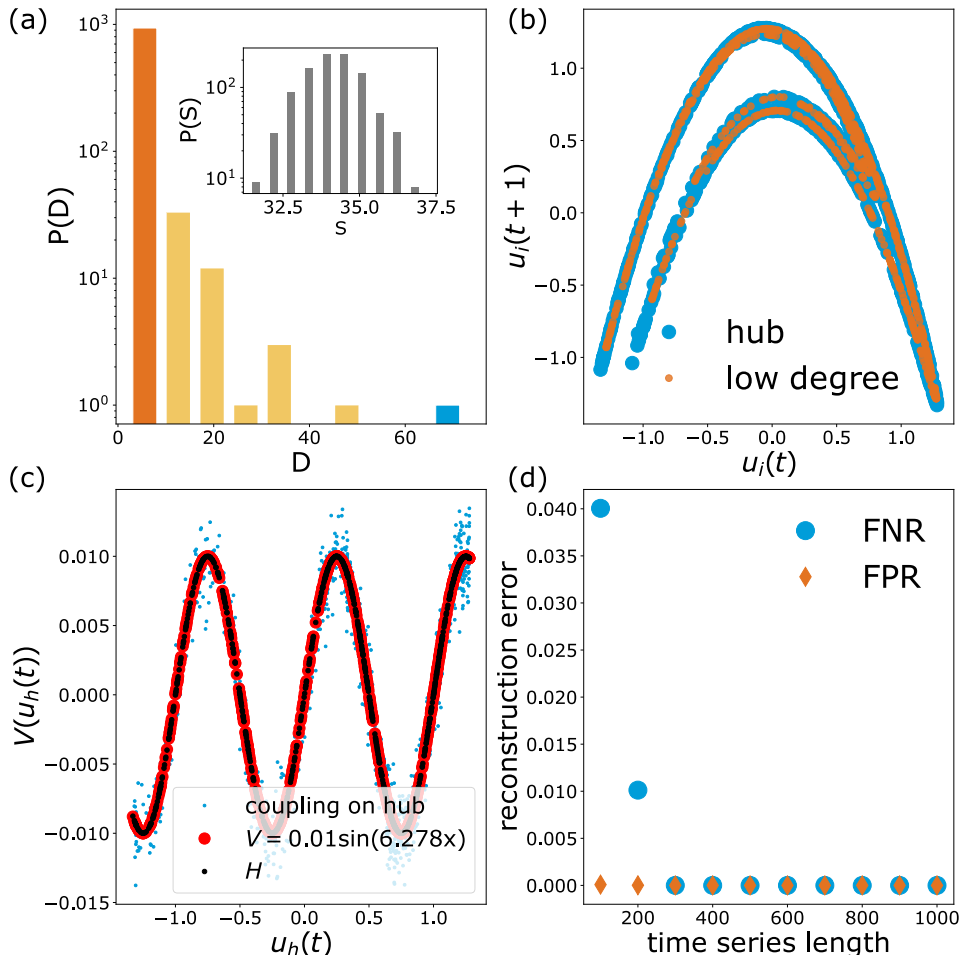 (a)
10³
10²
10¹
10⁰
P(D)
0
20
40
60
D
P(S)
10²
10¹
32.5
35.0
37.5
S
(b)
1.0
0.5
0.0
−0.5
−1.0
u_i(t + 1)
hub
low degree
−1.0
−0.5
0.0
0.5
1.0
u_i(t)
(c)
0.010
0.005
0.000
−0.005
−0.010
−0.015
V(u_h(t))
coupling on hub
V = 0.01sin(6.278x)
H
−1.0
−0.5
0.0
0.5
1.0
u_h(t)
(d)
0.040
0.035
0.030
0.025
0.020
0.015
0.010
0.005
0.000
reconstruction error
FNR
FPR
200
400
600
800
1000
time series length